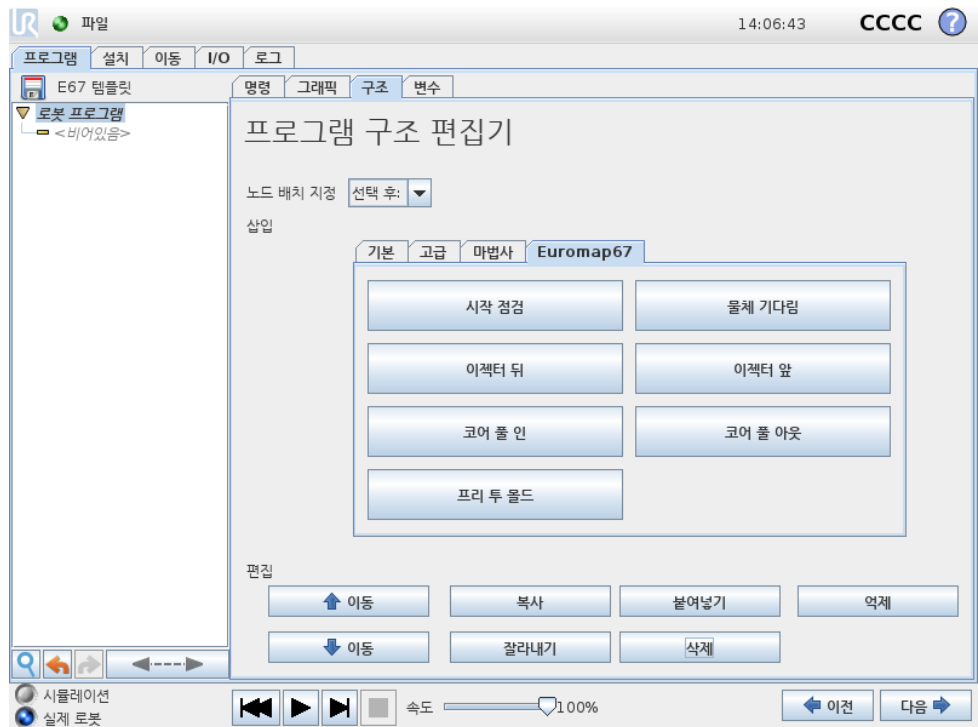 UR 파일 14:06:43 CCCC ?
프로그램 설치 이동 I/O 로그
E67 템플릿 명령 그래픽 구조 변수
로봇 프로그램
<비어있음>
프로그램 구조 편집기
노드 배치 지정 선택 후:
삽입
기본 고급 마법사 Euromap67
시작 점검 물체 기다림
이젝터 뒤 이젝터 앞
코어 풀 인 코어 풀 아웃
프리 투 몰드
편집
이동 복사 붙여넣기 억제
이동 잘라내기 삭제
시뮬레이션
실제 로봇
속도 100% 이전 다음